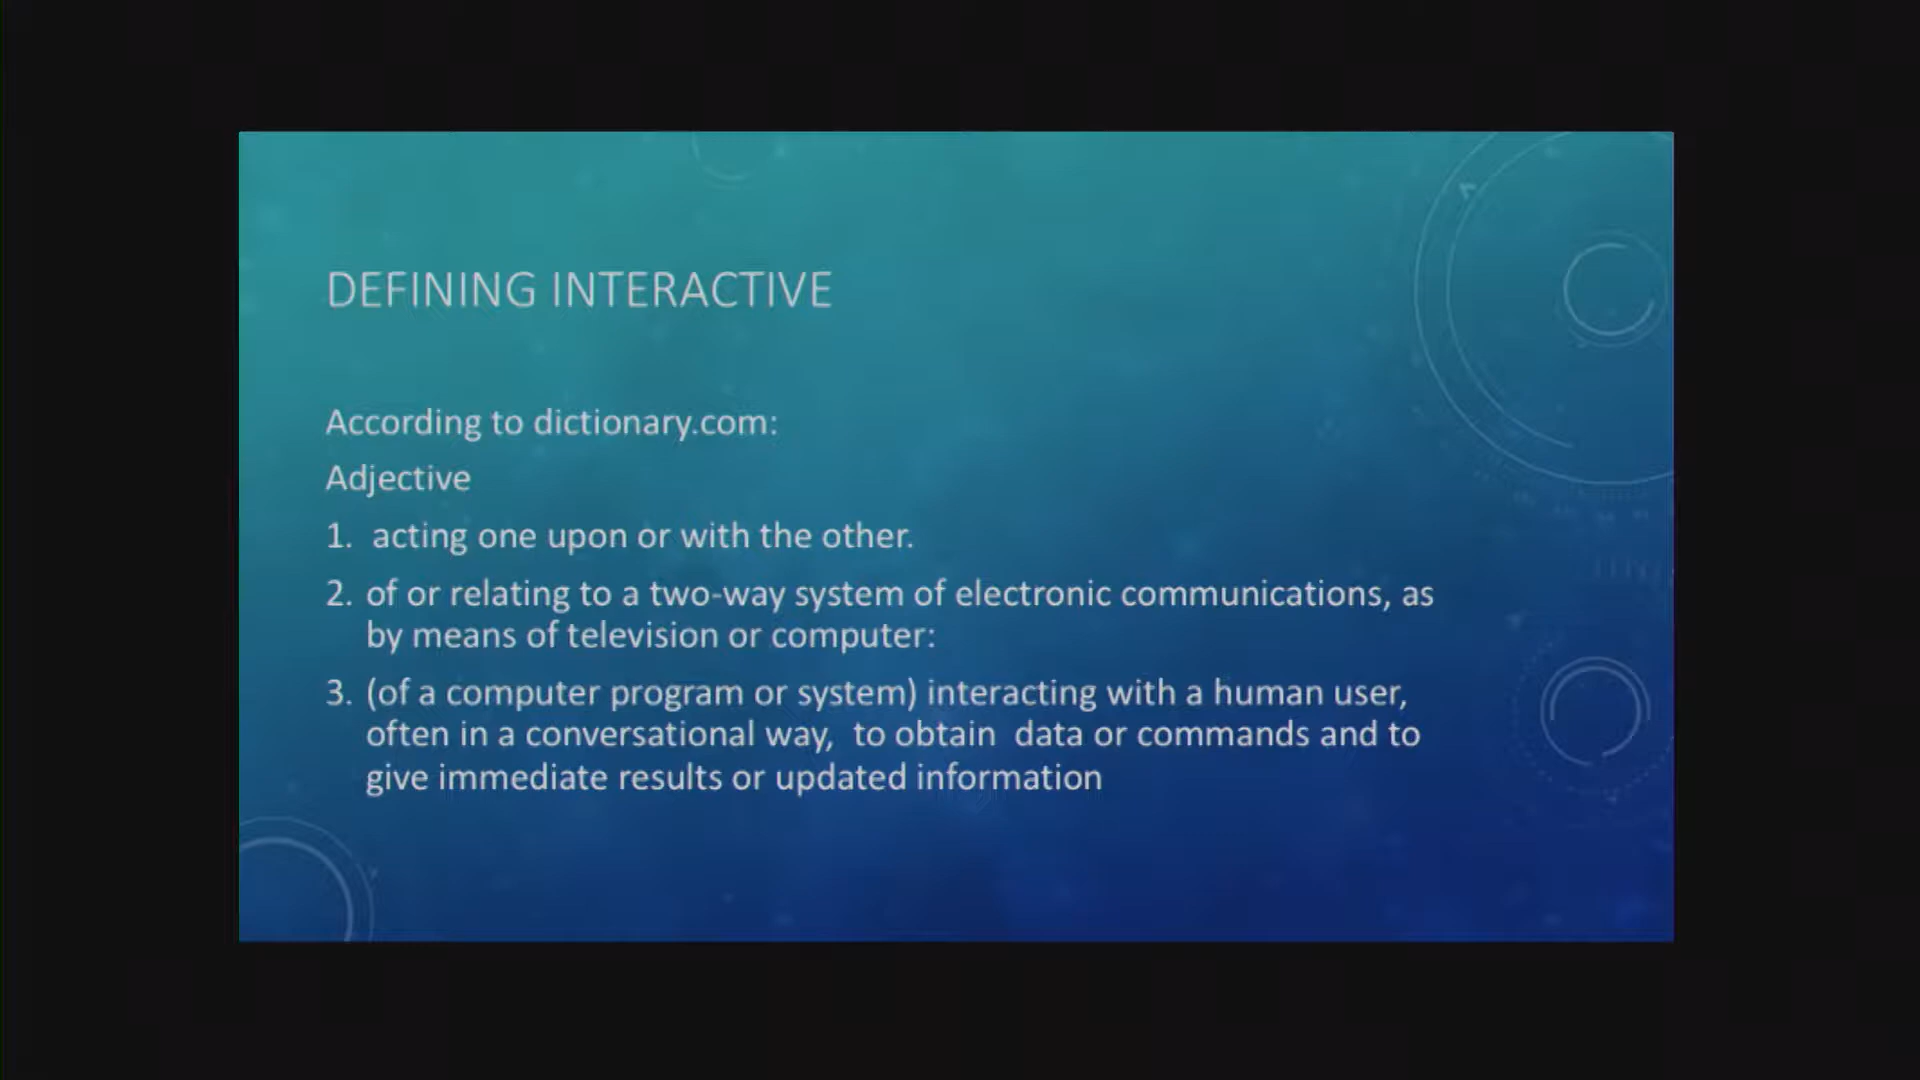 DEFINING INTERACTIVE
According to dictionary.com:
Adjective
1. acting one upon or with the other.
2. of or relating to a two-way system of electronic communications, as
by means of television or computer:
3. (of a computer program or system) interacting with a human user,
often in a conversational way, to obtain data or commands and to
give immediate results or updated information